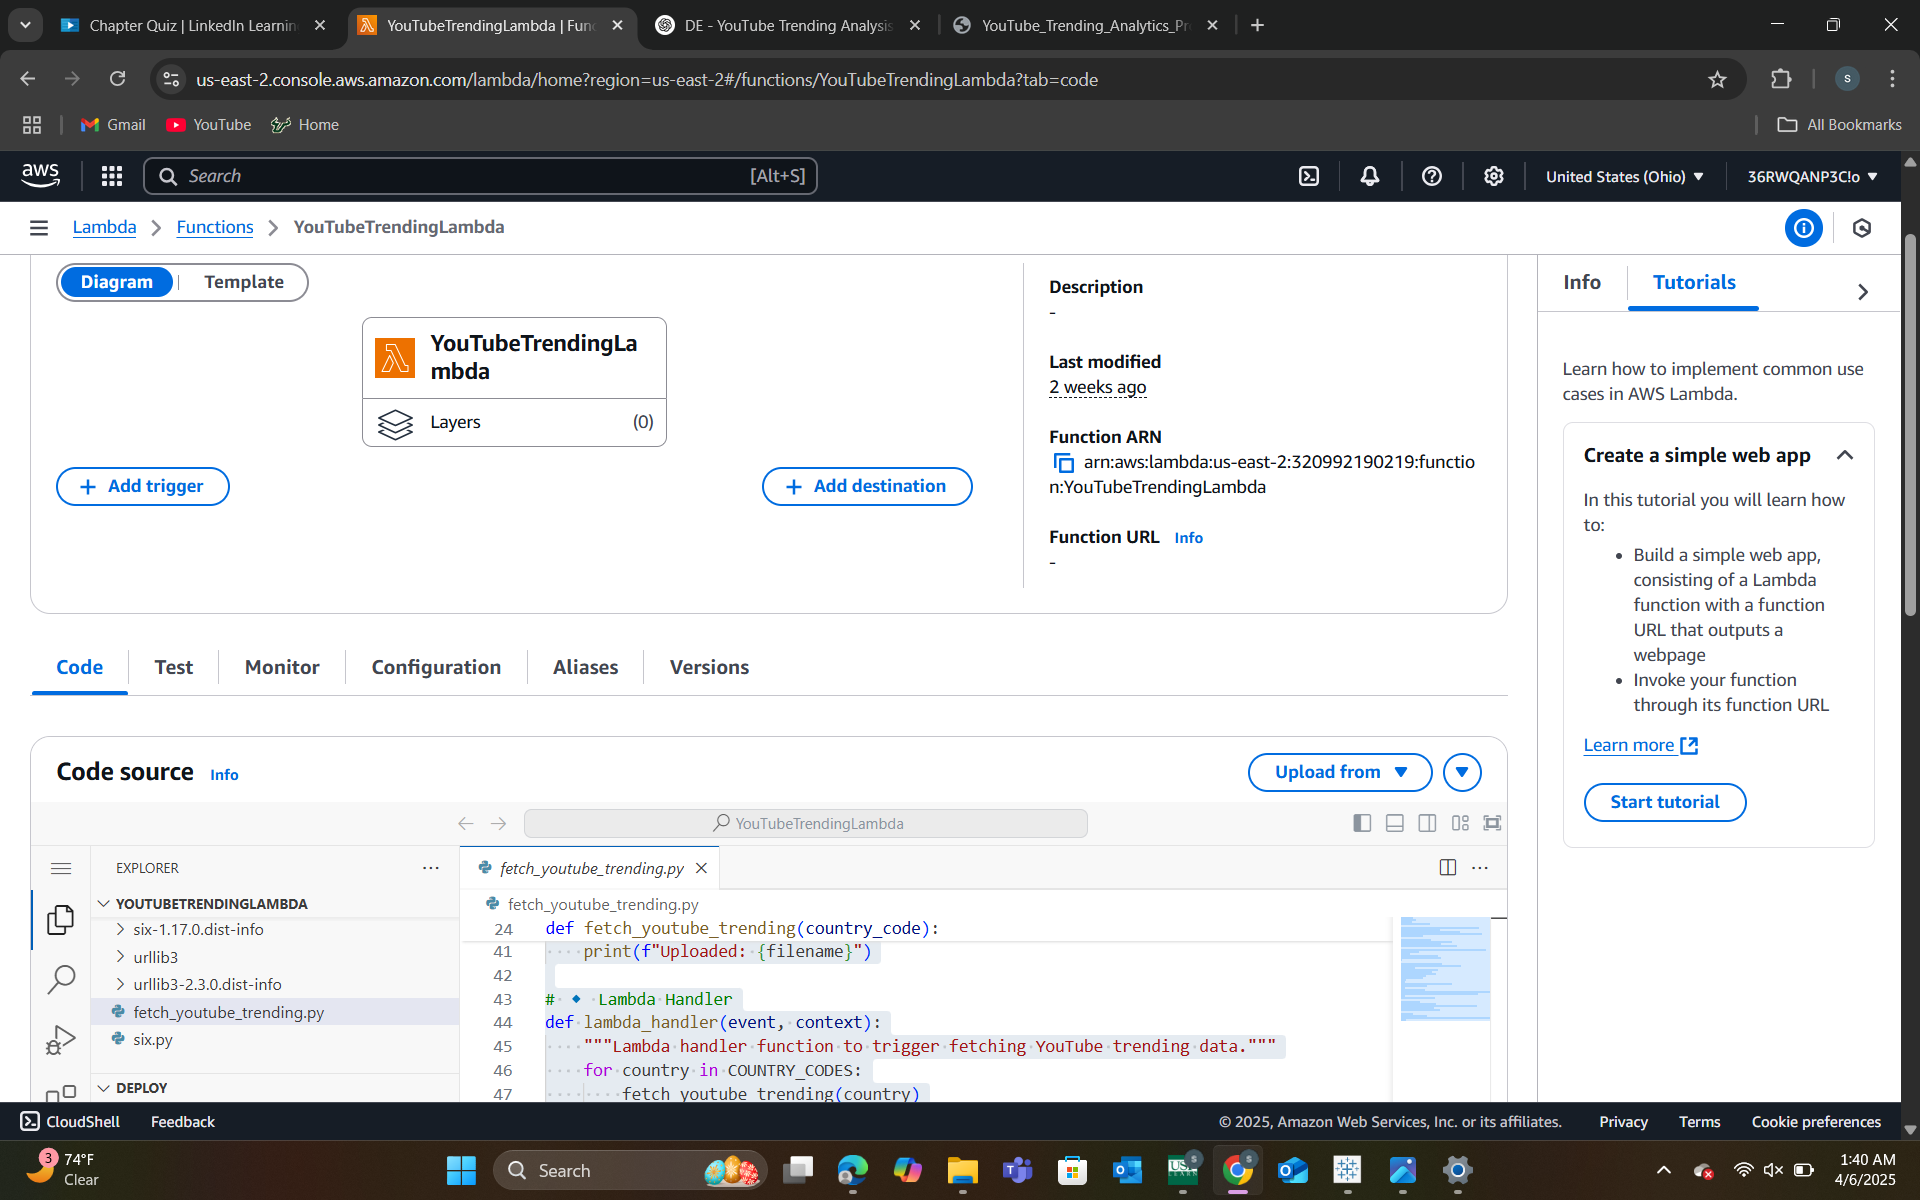 Chapter Quiz | LinkedIn Learnin
YouTubeTrendingLambda | Fun
DE - YouTube Trending Analysis
YouTube_Trending_Analytics_Pr
us-east-2.console.aws.amazon.com/lambda/home?region=us-east-2#/functions/YouTubeTrendingLambda?tab=code
S
Gmail
YouTube
Home
All Bookmarks
aws
Search
[Alt+S]
United States (Ohio)
36RWQANP3C!o
Lambda
Functions
YouTubeTrendingLambda
Diagram
Template
YouTubeTrendingLa
mbda
Layers
(0)
Add trigger
Add destination
Description
-
Last modified
2 weeks ago
Function ARN
arn:aws:lambda:us-east-2:320992190219:functio
n:YouTubeTrendingLambda
Function URL Info
-
Info
Tutorials
Learn how to implement common use
cases in AWS Lambda.
Create a simple web app
In this tutorial you will learn how
to:
• Build a simple web app,
consisting of a Lambda
function with a function
URL that outputs a
webpage
• Invoke your function
through its function URL
Learn more
Start tutorial
Code
Test
Monitor
Configuration
Aliases
Versions
Code source Info
Upload from
YouTubeTrendingLambda
EXPLORER
YOUTUBETRENDINGLAMBDA
six-1.17.0.dist-info
urllib3
urllib3-2.3.0.dist-info
fetch_youtube_trending.py
six.py
DEPLOY
fetch_youtube_trending.py
fetch_youtube_trending.py
24 def fetch_youtube_trending(country_code):
41 print(f"Uploaded: {filename}")
42
43 # 🔹 Lambda Handler
44 def lambda_handler(event, context):
45 """Lambda handler function to trigger fetching YouTube trending data."""
46 for country in COUNTRY_CODES:
47 fetch_youtube_trending(country)
CloudShell
Feedback
© 2025, Amazon Web Services, Inc. or its affiliates.
Privacy
Terms
Cookie preferences
3
74°F
Clear
Search
S
S
1:40 AM
4/6/2025